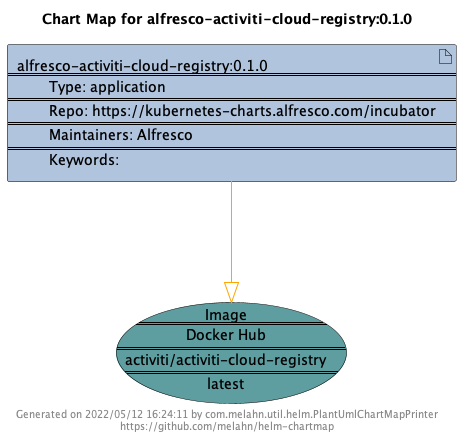 Chart Map for alfresco-activiti-cloud-registry:0.1.0
alfresco-activiti-cloud-registry:0.1.0
Type: application
Repo: https://kubernetes-charts.alfresco.com/incubator
Maintainers: Alfresco
Keywords:
Image
Docker Hub
activiti/activiti-cloud-registry
latest
Generated on 2022/05/12 16:24:11 by com.melahn.util.helm.PlantUmlChartMapPrinter
https://github.com/melahn/helm-chartmap